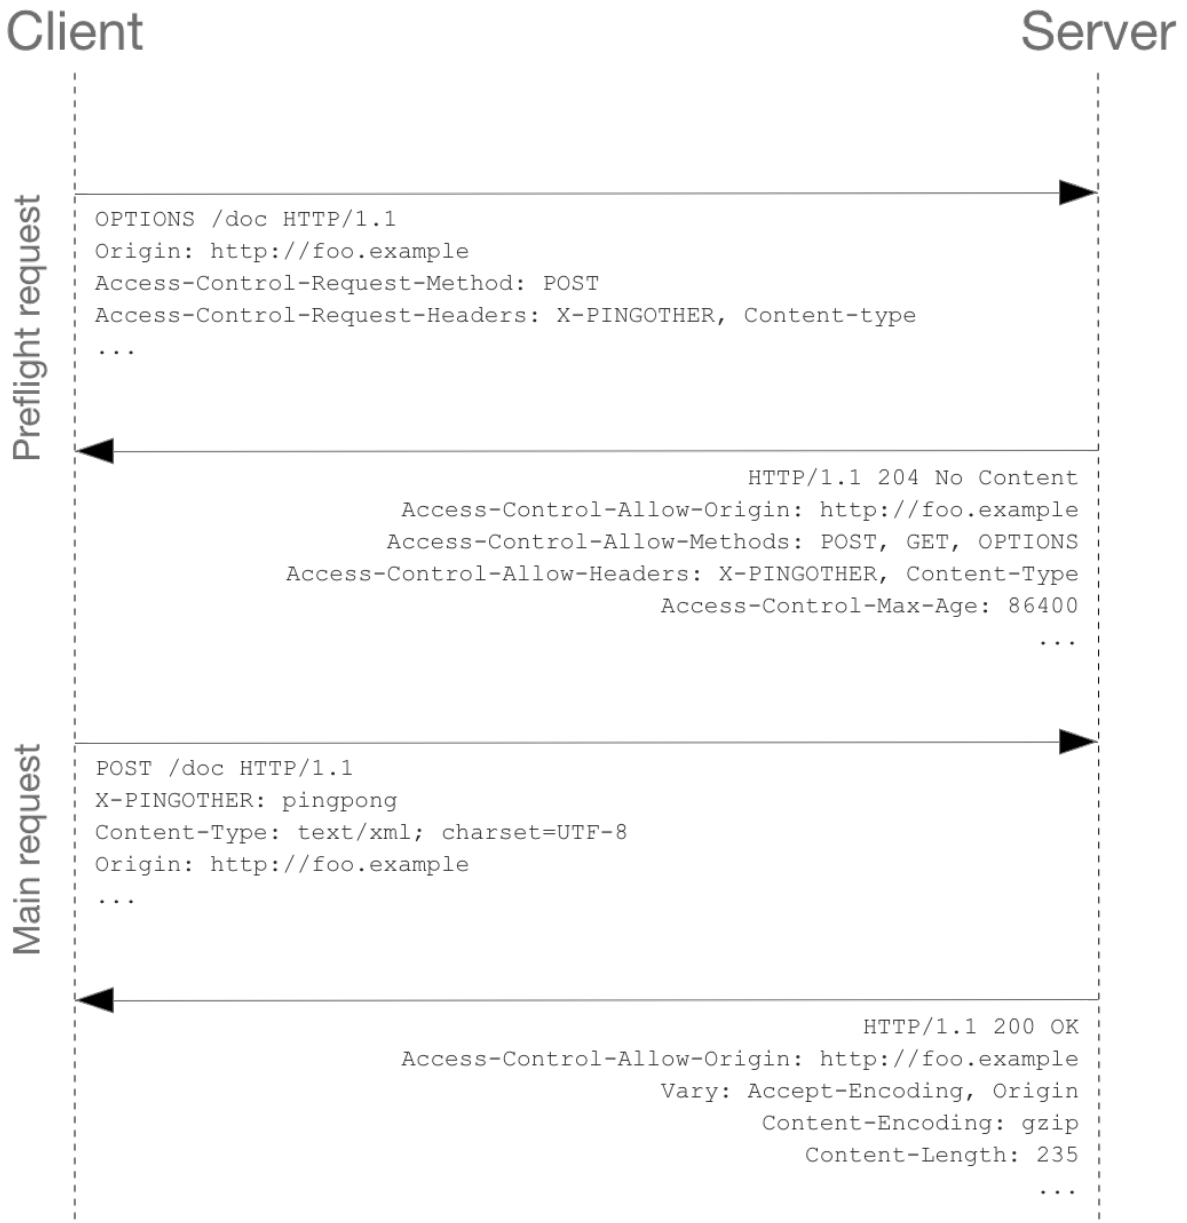 Client
Server
Preflight request
OPTIONS /doc HTTP/1.1
Origin: http://foo.example
Access-Control-Request-Method: POST
Access-Control-Request-Headers: X-PINGOTHER, Content-type
...
HTTP/1.1 204 No Content
Access-Control-Allow-Origin: http://foo.example
Access-Control-Allow-Methods: POST, GET, OPTIONS
Access-Control-Allow-Headers: X-PINGOTHER, Content-Type
Access-Control-Max-Age: 86400
...
Main request
POST /doc HTTP/1.1
X-PINGOTHER: pingpong
Content-Type: text/xml; charset=UTF-8
Origin: http://foo.example
...
HTTP/1.1 200 OK
Access-Control-Allow-Origin: http://foo.example
Vary: Accept-Encoding, Origin
Content-Encoding: gzip
Content-Length: 235
...